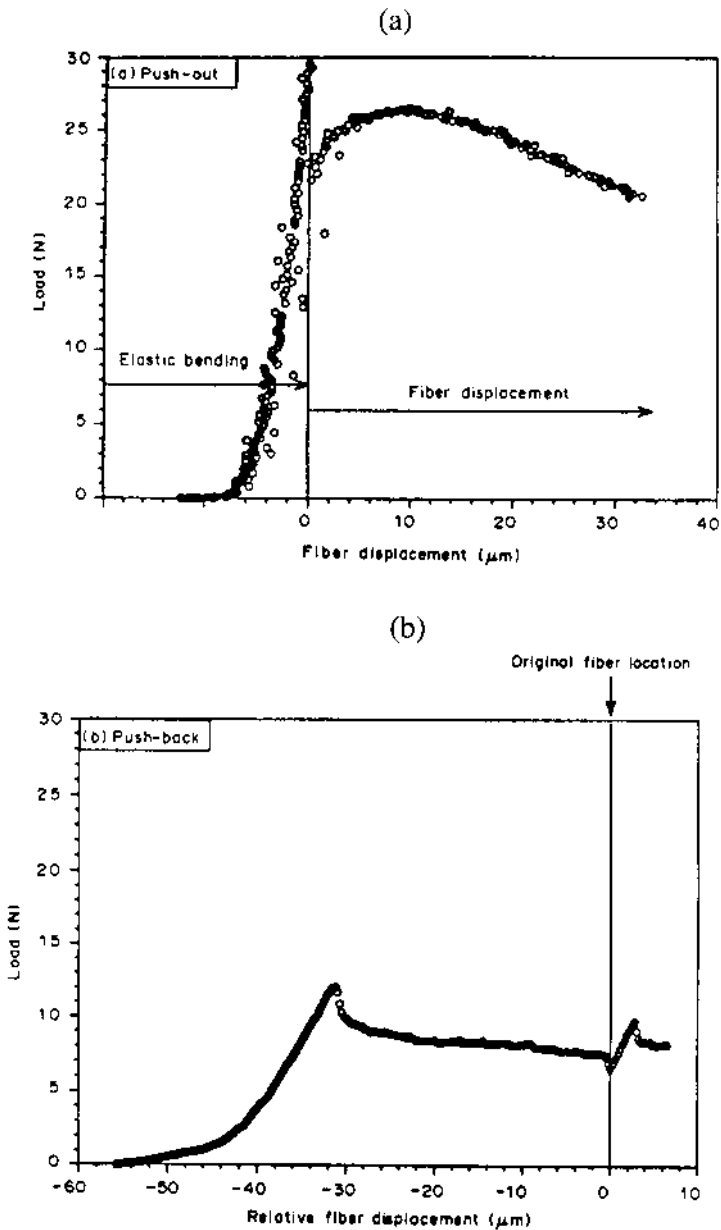 (a)
(a) Push-out
30
25
20
15
10
5
0
Load (N)
Elastic bending
Fiber displacement
0 10 20 30 40
Fiber displacement (μm)
(b)
Original fiber location
(b) Push-back
30
25
20
15
10
5
0
Load (N)
-60 -50 -40 -30 -20 -10 0 10
Relative fiber displacement (μm)